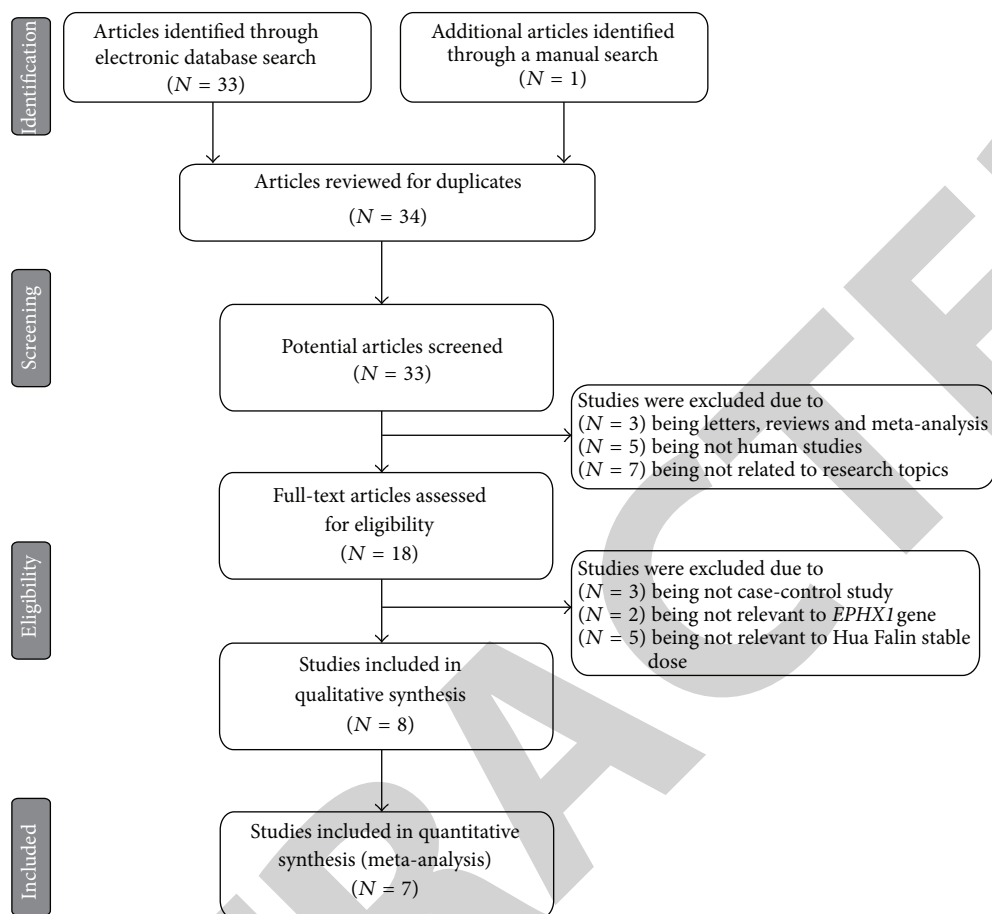 Identification
Articles identified through
electronic database search
(N = 33)
Additional articles identified
through a manual search
(N = 1)
Articles reviewed for duplicates
(N = 34)
Screening
Potential articles screened
(N = 33)
Studies were excluded due to
(N = 3) being letters, reviews and meta-analysis
(N = 5) being not human studies
(N = 7) being not related to research topics
Full-text articles assessed
for eligibility
(N = 18)
Eligibility
Studies were excluded due to
(N = 3) being not case-control study
(N = 2) being not relevant to EPHX1 gene
(N = 5) being not relevant to Hua Falin stable
dose
Studies included in
qualitative synthesis
(N = 8)
Included
Studies included in quantitative
synthesis (meta-analysis)
(N = 7)